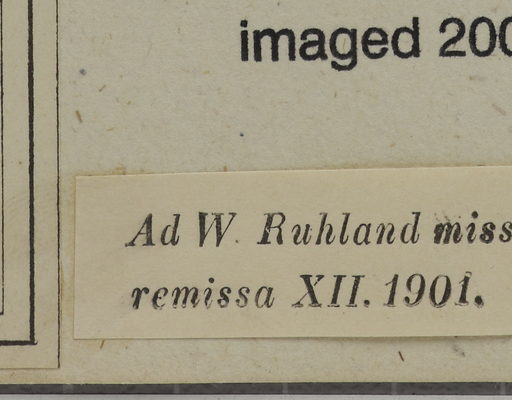 imaged 200
Ad W. Ruhland miss
remissa XII. 1901.